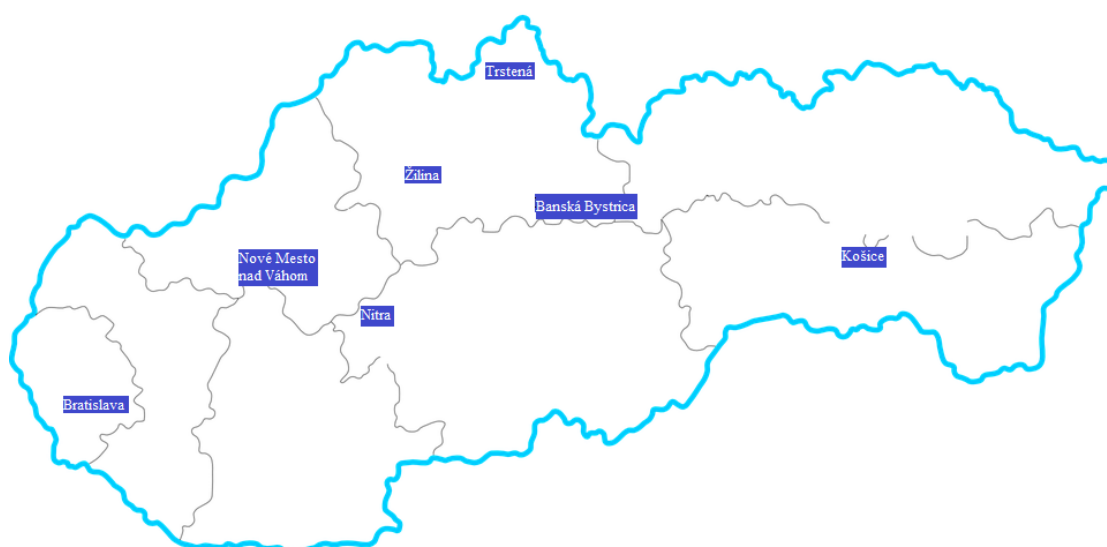 Trstená
Žilina
Banská Bystrica
Nové Mesto
nad Váhom
Košice
Nitra
Bratislava